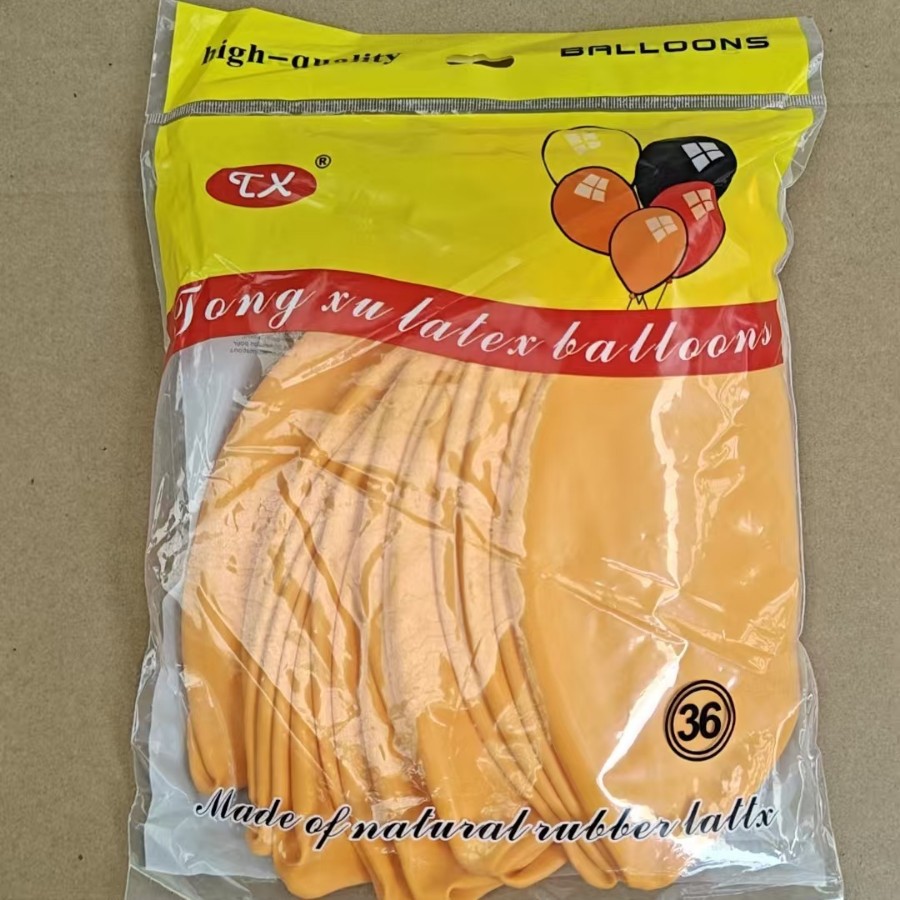 high-quality
BALLOONS
TX ®
Tong xu latex balloons
36
Made of natural rubber lattx